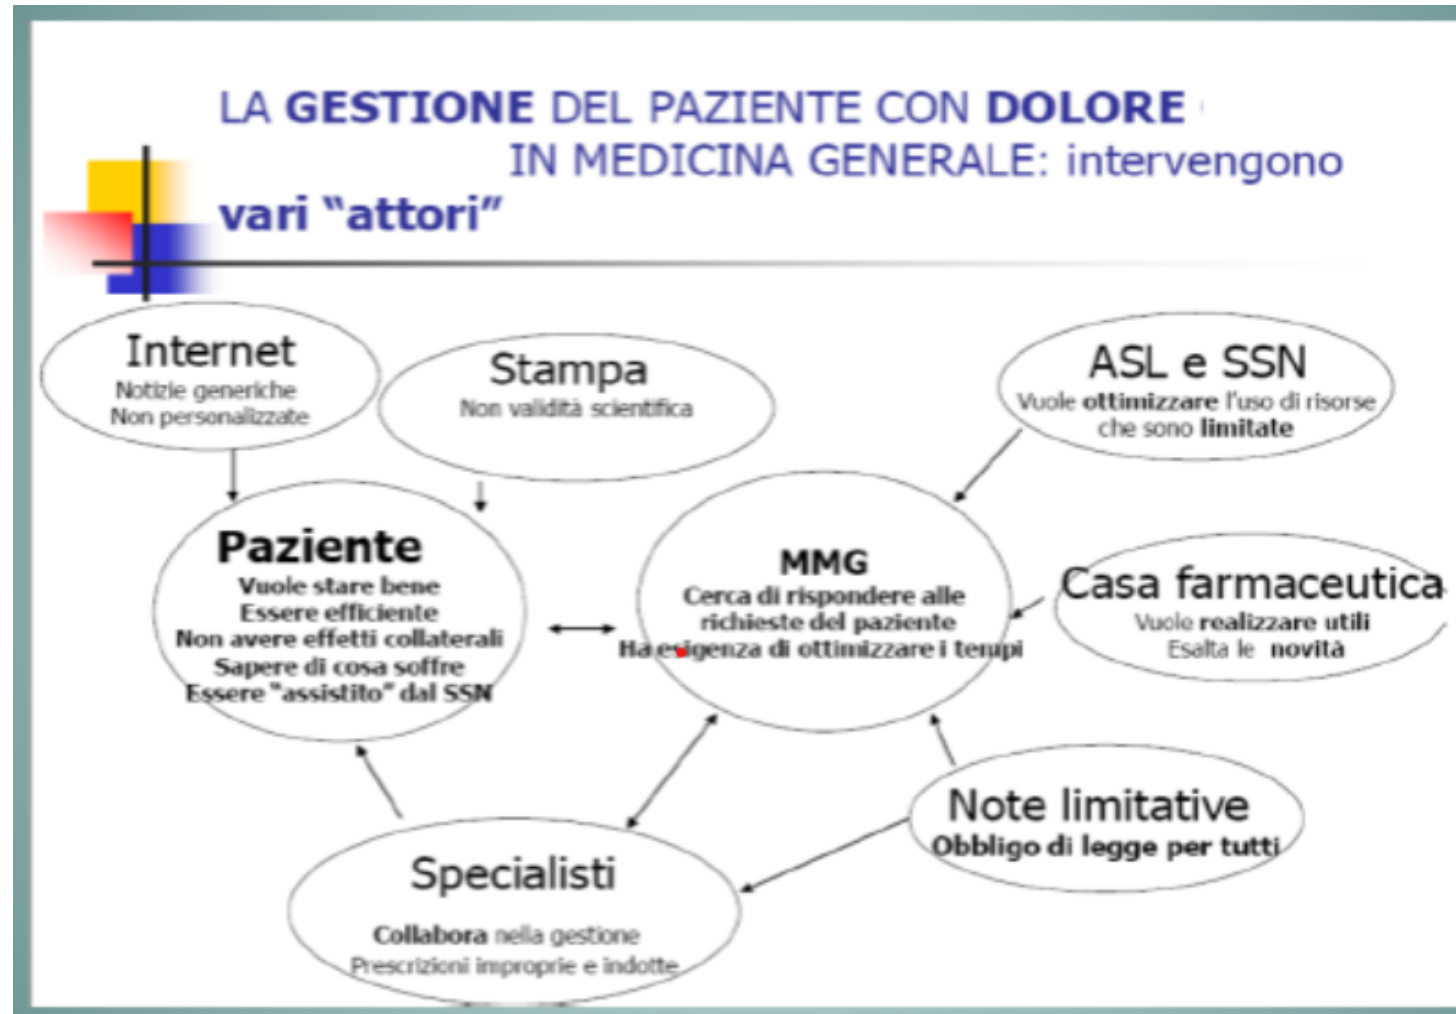 LA GESTIONE DEL PAZIENTE CON DOLORE
IN MEDICINA GENERALE: intervengono
vari “attori”
Internet
Notizie generiche
Non personalizzate
Stampa
Non validità scientifica
ASL e SSN
Vuole ottimizzare l'uso di risorse
che sono limitate
Paziente
Vuole stare bene
Essere efficiente
Non avere effetti collaterali
Sapere di cosa soffre
Essere “assistito” dal SSN
MMG
Cerca di rispondere alle
richieste del paziente
Ha esigenza di ottimizzare i tempi
Casa farmaceutica
Vuole realizzare utili
Esalta le novità
Note limitative
Obbligo di legge per tutti
Specialisti
Collabora nella gestione
Prescrizioni improprie e indotte